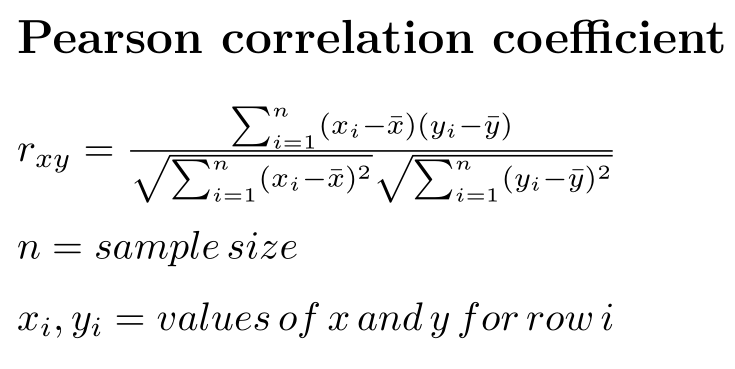 Pearson correlation coefficient
r_{xy} = \frac{\sum_{i=1}^{n}(x_i-\bar{x})(y_i-\bar{y})}{\sqrt{\sum_{i=1}^{n}(x_i-\bar{x})^2}\sqrt{\sum_{i=1}^{n}(y_i-\bar{y})^2}}
n = sample size
x_i, y_i = values of x and y for row i